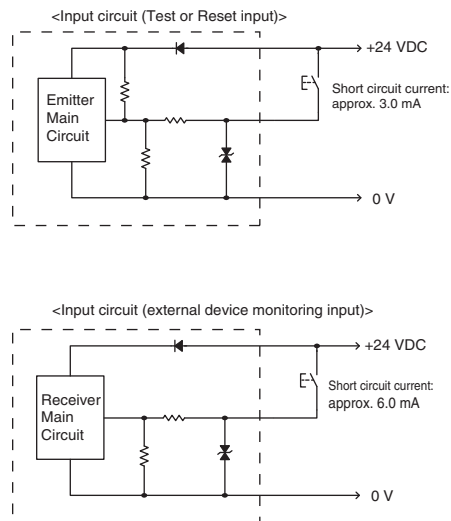 <Input circuit (Test or Reset input)>
+24 VDC
Emitter
Main
Circuit
Short circuit current:
approx. 3.0 mA
0 V
<Input circuit (external device monitoring input)>
+24 VDC
Receiver
Main
Circuit
Short circuit current:
approx. 6.0 mA
0 V